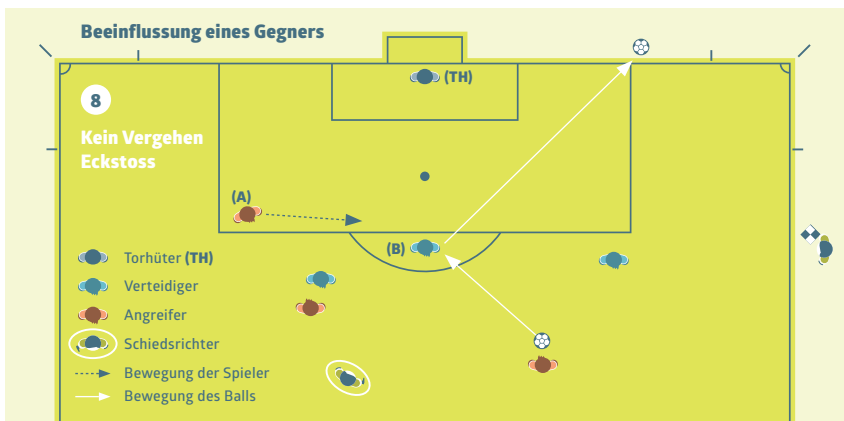 Beeinflussung eines Gegners
(TH)
8
Kein Vergehen
Eckstoss
(A)
(B)
Torhüter (TH)
Verteidiger
Angreifer
Schiedsrichter
Bewegung der Spieler
Bewegung des Balls